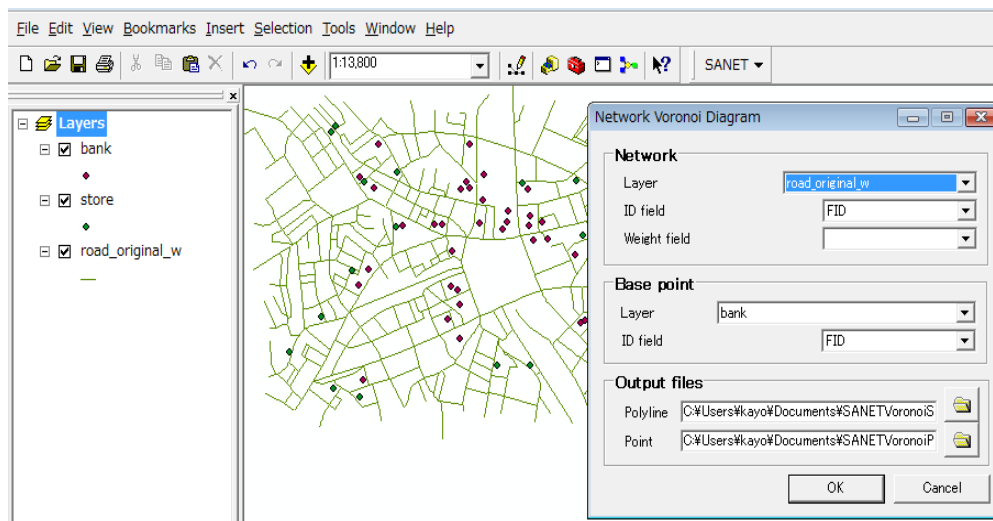 File Edit View Bookmarks Insert Selection Tools Window Help
1:13,800
SANET
Layers
bank
store
road_original_w
Network Voronoi Diagram
Network
Layer road_original_w
ID field FID
Weight field
Base point
Layer bank
ID field FID
Output files
Polyline C:¥Users¥kayo¥Documents¥SANETVoronoiS
Point C:¥Users¥kayo¥Documents¥SANETVoronoiP
OK Cancel